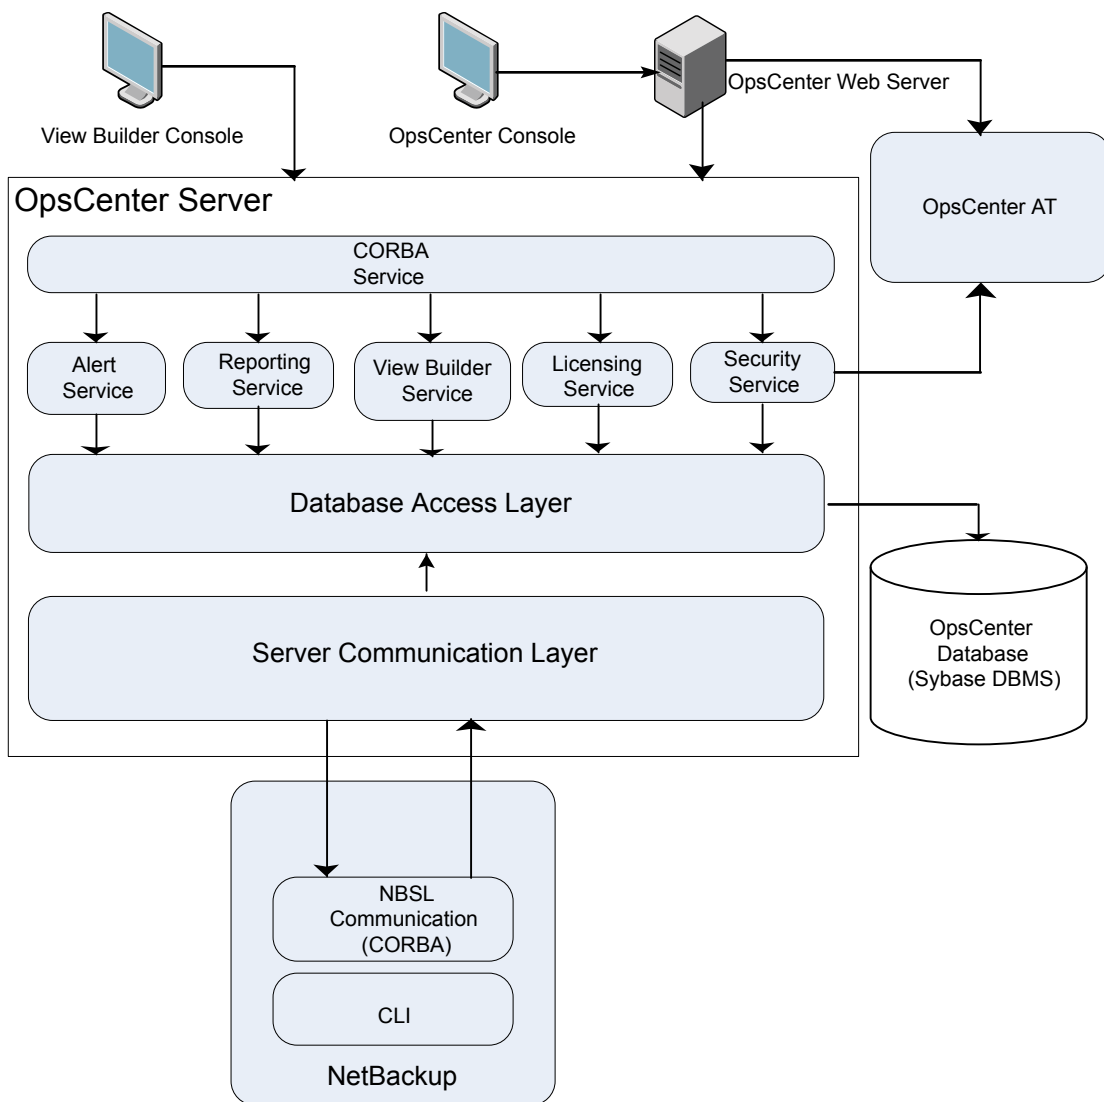 OpsCenter Web Server
View Builder Console
OpsCenter Console
OpsCenter AT
OpsCenter Server
CORBA
Service
Alert
Service
Reporting
Service
View Builder
Service
Licensing
Service
Security
Service
Database Access Layer
Server Communication Layer
OpsCenter
Database
(Sybase DBMS)
NBSL
Communication
(CORBA)
CLI
NetBackup